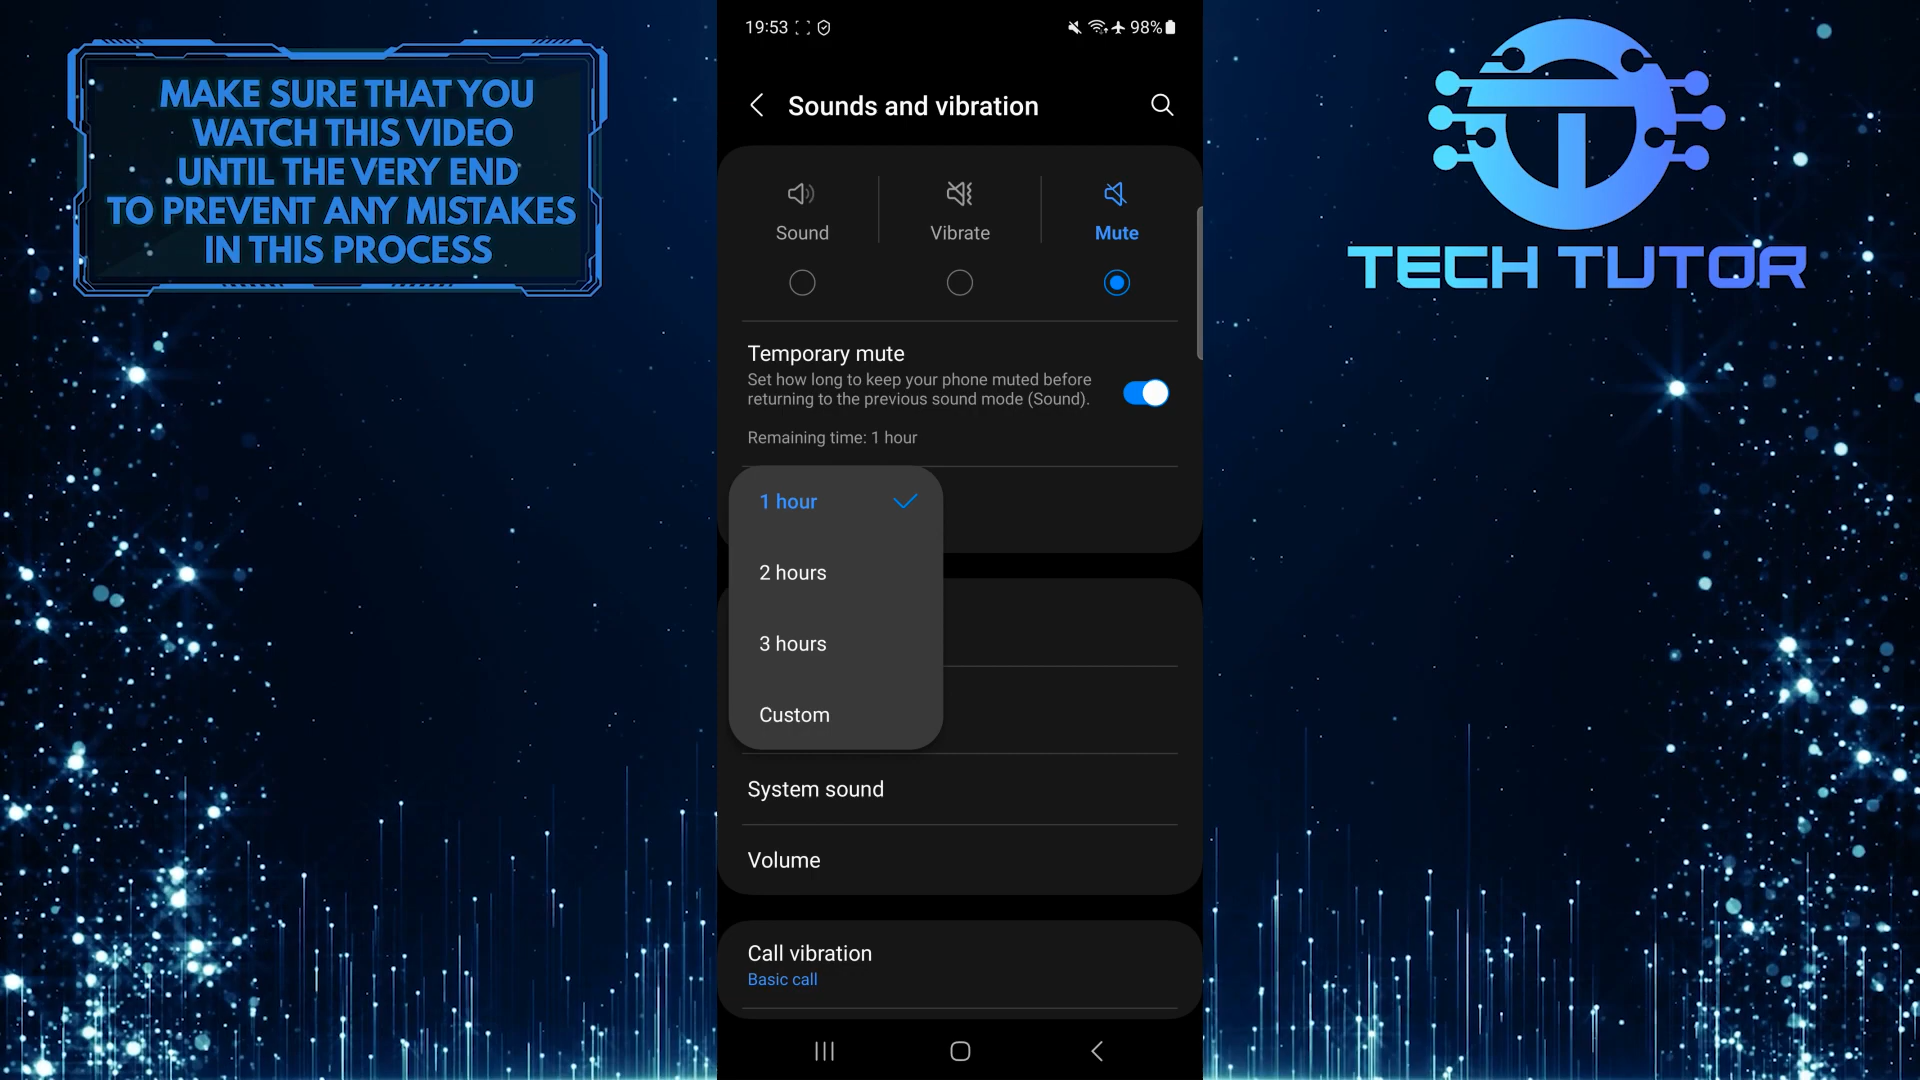 MAKE SURE THAT YOU
WATCH THIS VIDEO
UNTIL THE VERY END
TO PREVENT ANY MISTAKES
IN THIS PROCESS
19:53
98%
Sounds and vibration
Sound
Vibrate
Mute
Temporary mute
Set how long to keep your phone muted before
returning to the previous sound mode (Sound).
Remaining time: 1 hour
1 hour
2 hours
3 hours
Custom
System sound
Volume
Call vibration
Basic call
TECH TUTOR